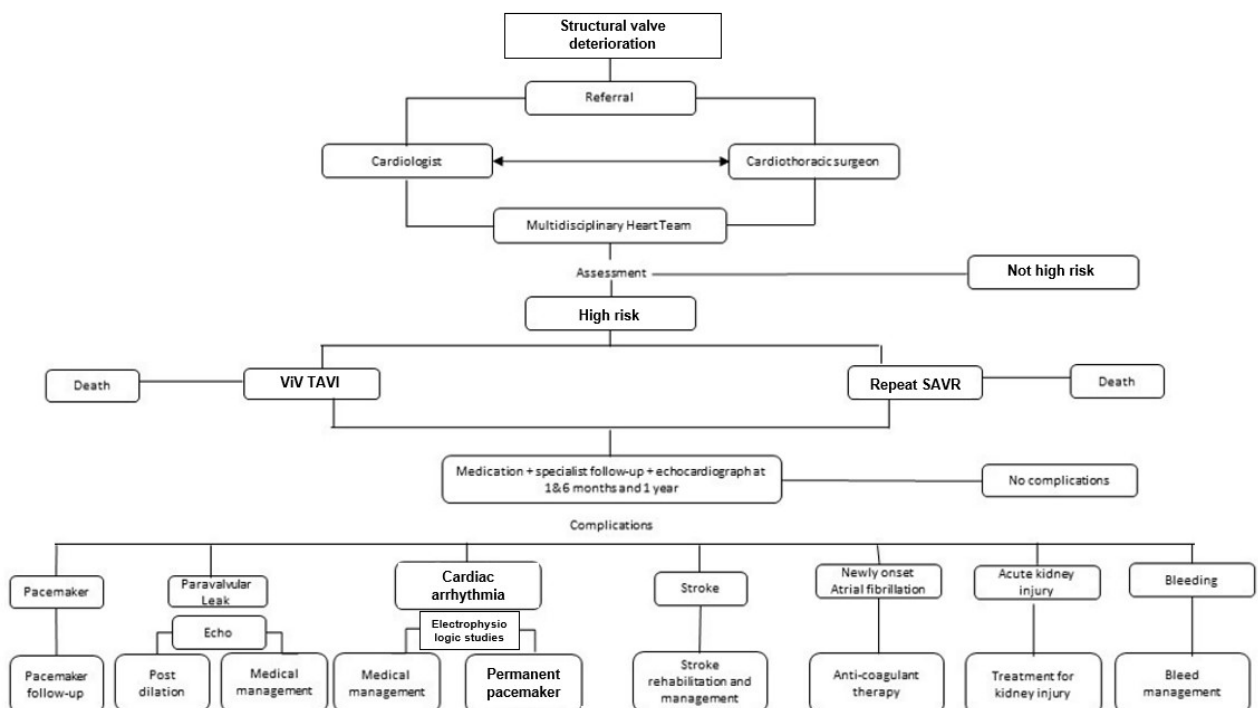 Structural valve
deterioration
Referral
Cardiologist
Cardiothoracic surgeon
Multidisciplinary Heart Team
Assessment
Not high risk
High risk
Death
ViV TAVI
Repeat SAVR
Death
Medication + specialist follow-up + echocardiograph at
1&6 months and 1 year
No complications
Complications
Pacemaker
Paravalvular
Leak
Cardiac
arrhythmia
Stroke
Newly onset
Atrial fibrillation
Acute kidney
injury
Bleeding
Echo
Electrophysio
logic studies
Pacemaker
follow-up
Post
dilation
Medical
management
Medical
management
Permanent
pacemaker
Stroke
rehabilitation and
management
Anti-coagulant
therapy
Treatment for
kidney injury
Bleed
management